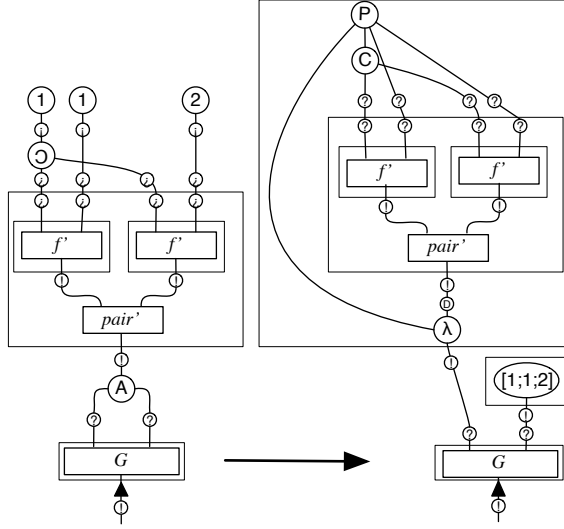 1 1 2
¿ ¿ ¿
Ɔ
¿ ¿ ¿ ¿
¿ ¿ ¿ ¿
f' f'
! !
pair'
!
A
? ?
G
!
P
C
? ? ? ?
? ? ? ?
f' f'
! !
pair'
!
D
λ
!
[1;1;2]
!
? ?
G
!